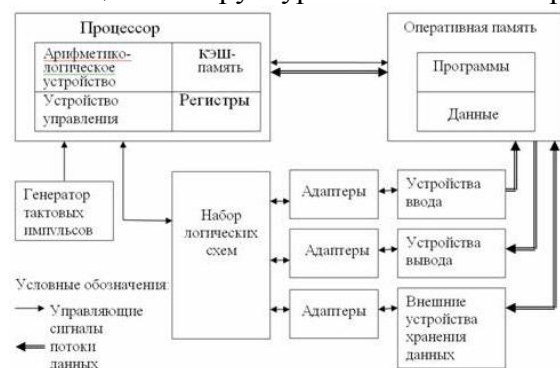 Процессор
Арифметико-
логическое
устройство
КЭШ-
память
Устройство
управления
Регистры
Оперативная память
Программы
Данные
Генератор
тактовых
импульсов
Набор
логических
схем
Адаптеры
Устройства
ввода
Адаптеры
Устройства
вывода
Адаптеры
Внешние
устройства
хранения
данных
Условные обозначения:
Управляющие
сигналы
потоки
данных